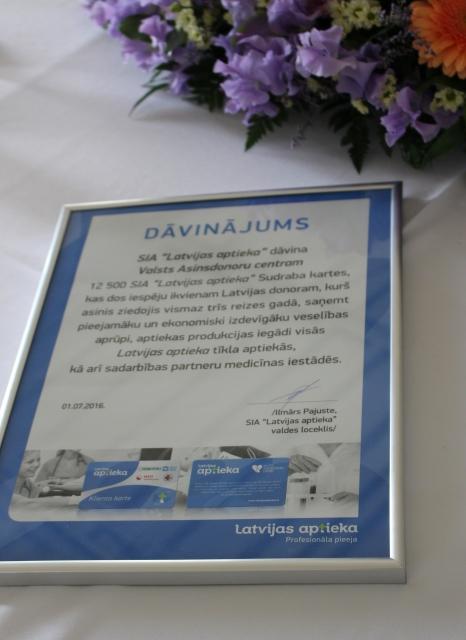 DĀVINĀJUMS
SIA "Latvijas aptieka" dāvina
Valsts Asinsdonoru centram
12 500 SIA "Latvijas aptieka" Sudraba kartes,
kas dos iespēju ikvienam Latvijas donoram, kurš
asinis ziedojis vismaz trīs reizes gadā, saņemt
pieejamāku un ekonomiski izdevīgāku veselības
aprūpi, aptiekas produkcijas iegādi visās
Latvijas aptieka tīkla aptiekās,
kā arī sadarbības partneru medicīnas iestādēs.
01.07.2016.
/Ilmārs Pajuste,
SIA "Latvijas aptieka"
valdes loceklis/
Latvijas
aptieka
Klienta karte
Latvijas
aptieka
Latvijas aptieka
Profesionāla pieeja